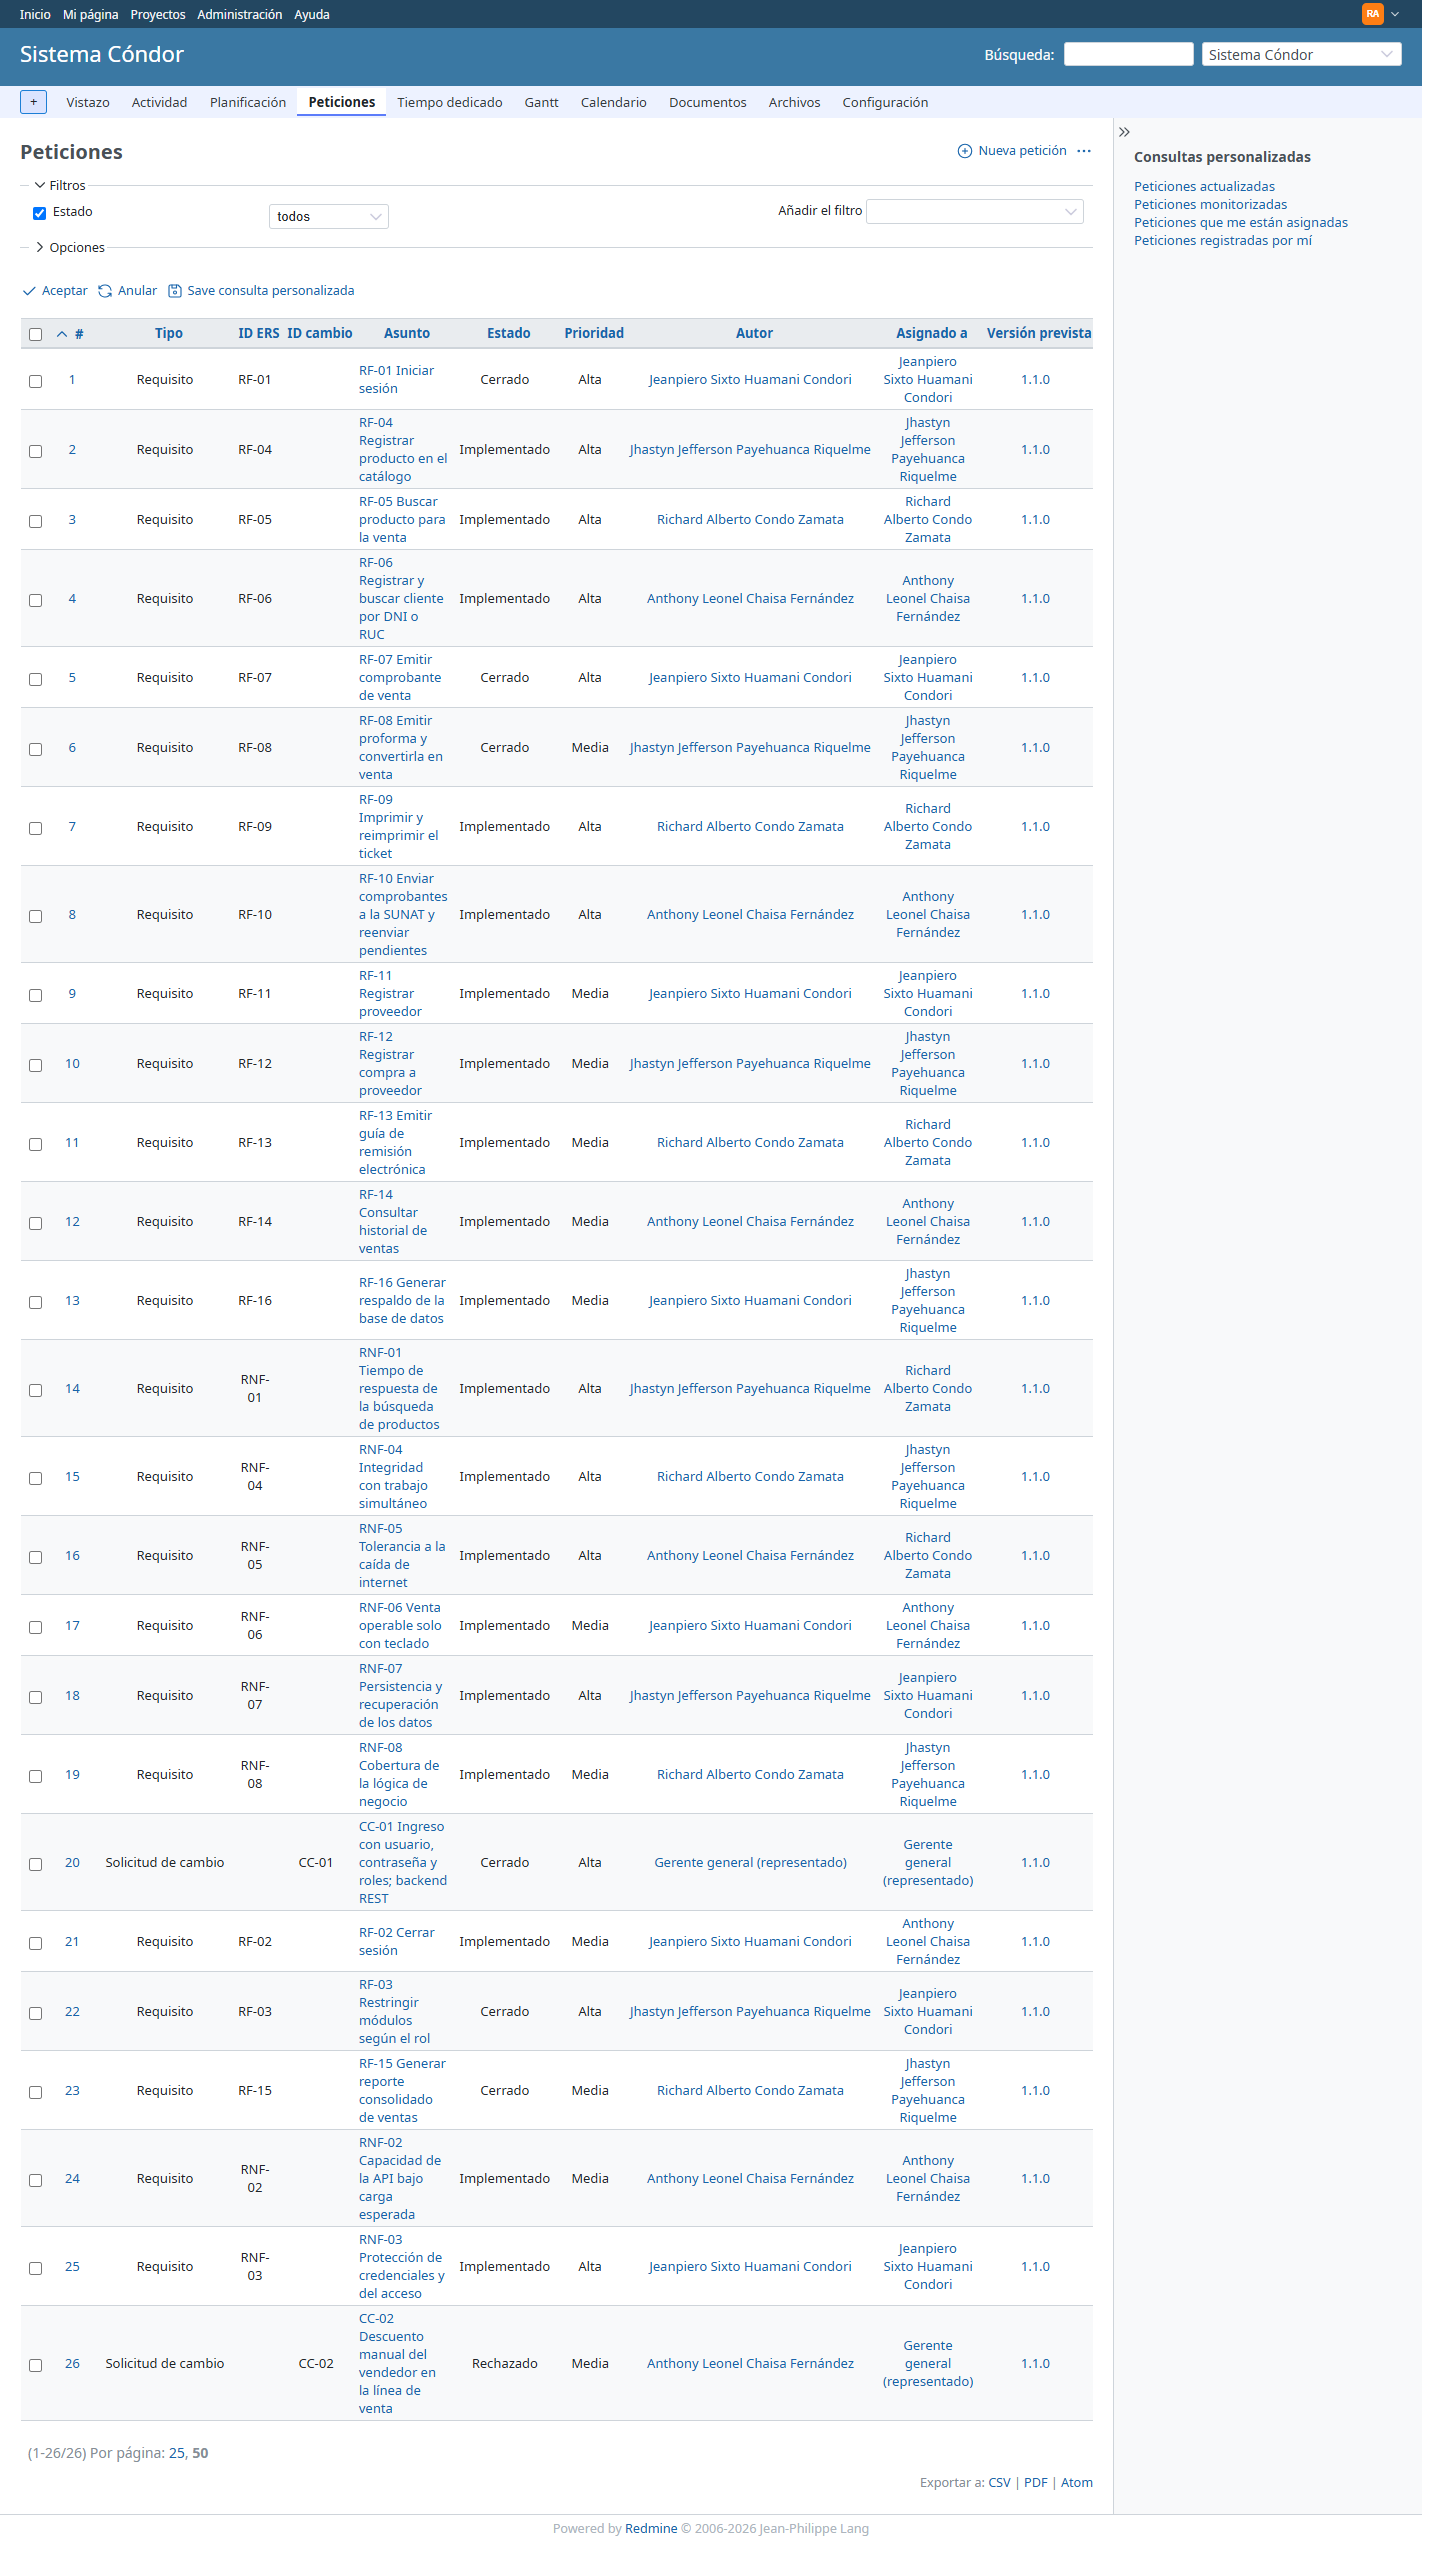 Inicio Mi página Proyectos Administración Ayuda RA
Sistema Cóndor Búsqueda: Sistema Cóndor
+ Vistazo Actividad Planificación Peticiones Tiempo dedicado Gantt Calendario Documentos Archivos Configuración
Peticiones Nueva petición ...
Filtros
Estado todos Añadir el filtro
Opciones
Aceptar Anular Save consulta personalizada
# Tipo ID ERS ID cambio Asunto Estado Prioridad Autor Asignado a Versión prevista
1 Requisito RF-01 RF-01 Iniciar sesión Cerrado Alta Jeanpiero Sixto Huamani Condori Jeanpiero Sixto Huamani Condori 1.1.0
2 Requisito RF-04 RF-04 Registrar producto en el catálogo Implementado Alta Jhastyn Jefferson Payehuanca Riquelme Jhastyn Jefferson Payehuanca Riquelme 1.1.0
3 Requisito RF-05 RF-05 Buscar producto para la venta Implementado Alta Richard Alberto Condo Zamata Richard Alberto Condo Zamata 1.1.0
4 Requisito RF-06 RF-06 Registrar y buscar cliente por DNI o RUC Implementado Alta Anthony Leonel Chaisa Fernández Anthony Leonel Chaisa Fernández 1.1.0
5 Requisito RF-07 RF-07 Emitir comprobante de venta Cerrado Alta Jeanpiero Sixto Huamani Condori Jeanpiero Sixto Huamani Condori 1.1.0
6 Requisito RF-08 RF-08 Emitir proforma y convertirla en venta Cerrado Media Jhastyn Jefferson Payehuanca Riquelme Jhastyn Jefferson Payehuanca Riquelme 1.1.0
7 Requisito RF-09 RF-09 Imprimir y reimprimir el ticket Implementado Alta Richard Alberto Condo Zamata Richard Alberto Condo Zamata 1.1.0
8 Requisito RF-10 RF-10 Enviar comprobantes a la SUNAT y reenviar pendientes Implementado Alta Anthony Leonel Chaisa Fernández Anthony Leonel Chaisa Fernández 1.1.0
9 Requisito RF-11 RF-11 Registrar proveedor Implementado Media Jeanpiero Sixto Huamani Condori Jeanpiero Sixto Huamani Condori 1.1.0
10 Requisito RF-12 RF-12 Registrar compra a proveedor Implementado Media Jhastyn Jefferson Payehuanca Riquelme Jhastyn Jefferson Payehuanca Riquelme 1.1.0
11 Requisito RF-13 RF-13 Emitir guía de remisión electrónica Implementado Media Richard Alberto Condo Zamata Richard Alberto Condo Zamata 1.1.0
12 Requisito RF-14 RF-14 Consultar historial de ventas Implementado Media Anthony Leonel Chaisa Fernández Anthony Leonel Chaisa Fernández 1.1.0
13 Requisito RF-16 RF-16 Generar respaldo de la base de datos Implementado Media Jeanpiero Sixto Huamani Condori Jhastyn Jefferson Payehuanca Riquelme 1.1.0
14 Requisito RNF-01 RNF-01 Tiempo de respuesta de la búsqueda de productos Implementado Alta Jhastyn Jefferson Payehuanca Riquelme Richard Alberto Condo Zamata 1.1.0
15 Requisito RNF-04 RNF-04 Integridad con trabajo simultáneo Implementado Alta Richard Alberto Condo Zamata Jhastyn Jefferson Payehuanca Riquelme 1.1.0
16 Requisito RNF-05 RNF-05 Tolerancia a la caída de internet Implementado Alta Anthony Leonel Chaisa Fernández Richard Alberto Condo Zamata 1.1.0
17 Requisito RNF-06 RNF-06 Venta operable solo con teclado Implementado Media Jeanpiero Sixto Huamani Condori Anthony Leonel Chaisa Fernández 1.1.0
18 Requisito RNF-07 RNF-07 Persistencia y recuperación de los datos Implementado Alta Jhastyn Jefferson Payehuanca Riquelme Jeanpiero Sixto Huamani Condori 1.1.0
19 Requisito RNF-08 RNF-08 Cobertura de la lógica de negocio Implementado Media Richard Alberto Condo Zamata Jhastyn Jefferson Payehuanca Riquelme 1.1.0
20 Solicitud de cambio CC-01 CC-01 Ingreso con usuario, contraseña y roles; backend REST Cerrado Alta Gerente general (representado) Gerente general (representado) 1.1.0
21 Requisito RF-02 RF-02 Cerrar sesión Implementado Media Jeanpiero Sixto Huamani Condori Anthony Leonel Chaisa Fernández 1.1.0
22 Requisito RF-03 RF-03 Restringir módulos según el rol Cerrado Alta Jhastyn Jefferson Payehuanca Riquelme Jeanpiero Sixto Huamani Condori 1.1.0
23 Requisito RF-15 RF-15 Generar reporte consolidado de ventas Cerrado Media Richard Alberto Condo Zamata Jhastyn Jefferson Payehuanca Riquelme 1.1.0
24 Requisito RNF-02 RNF-02 Capacidad de la API bajo carga esperada Implementado Media Anthony Leonel Chaisa Fernández Anthony Leonel Chaisa Fernández 1.1.0
25 Requisito RNF-03 RNF-03 Protección de credenciales y del acceso Implementado Alta Jeanpiero Sixto Huamani Condori Jeanpiero Sixto Huamani Condori 1.1.0
26 Solicitud de cambio CC-02 CC-02 Descuento manual del vendedor en la línea de venta Rechazado Media Anthony Leonel Chaisa Fernández Gerente general (representado) 1.1.0
(1-26/26) Por página: 25, 50
Exportar a: CSV | PDF | Atom
Consultas personalizadas
Peticiones actualizadas
Peticiones monitorizadas
Peticiones que me están asignadas
Peticiones registradas por mí
Powered by Redmine © 2006-2026 Jean-Philippe Lang